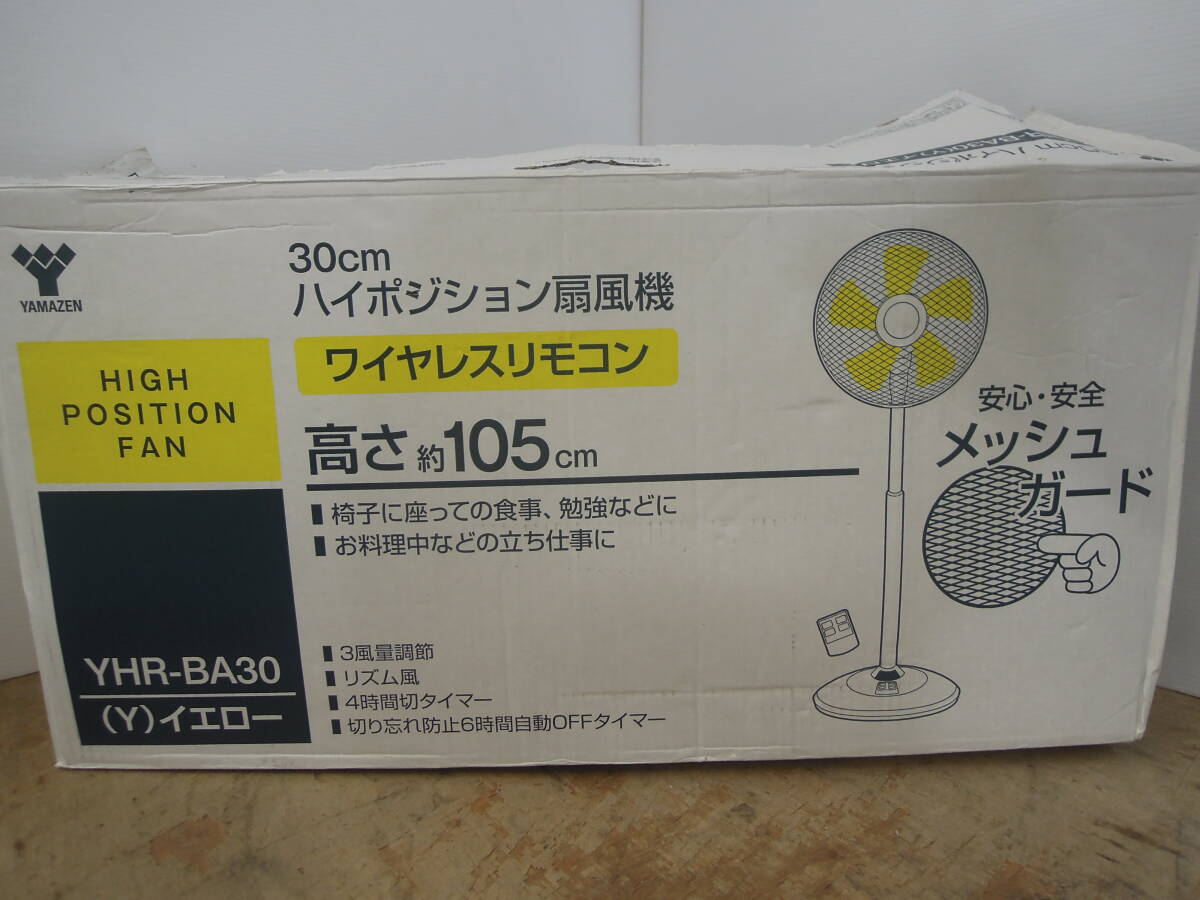 YAMAZEN
30cm
ハイポジション扇風機
HIGH
POSITION
FAN
ワイヤレスリモコン
高さ 約105cm
椅子に座っての食事、勉強などに
お料理中などの立ち仕事に
安心・安全
メッシュ
ガード
YHR-BA30
(Y)イエロー
3風量調節
リズム風
4時間切タイマー
切り忘れ防止6時間自動OFFタイマー